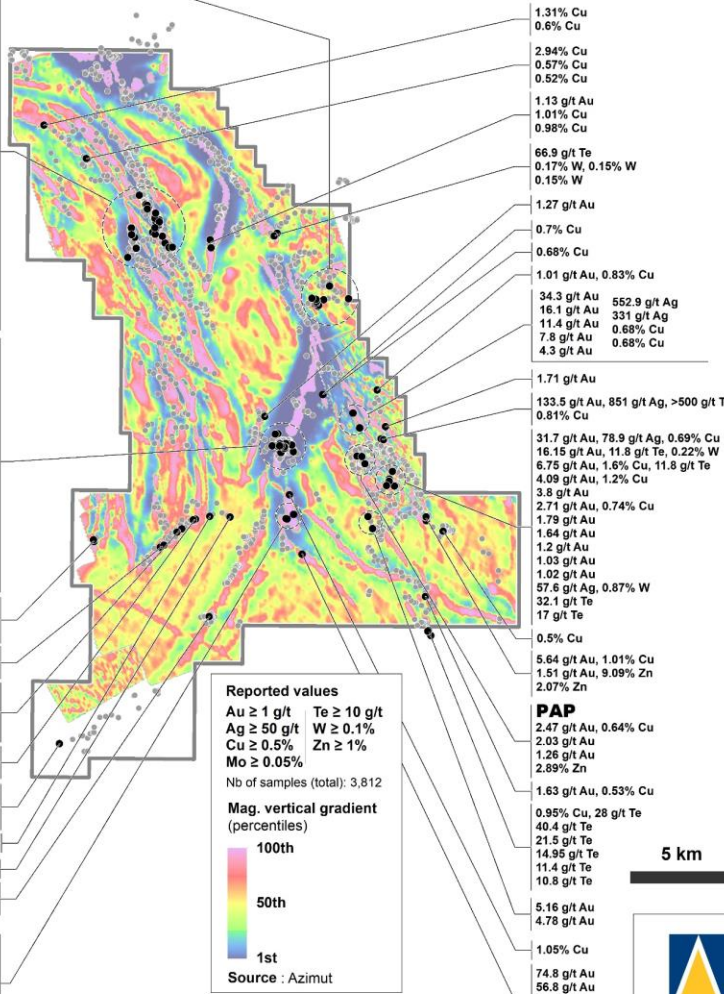 1.31% Cu
0.6% Cu
2.94% Cu
0.57% Cu
0.52% Cu
1.13 g/t Au
1.01% Cu
0.98% Cu
66.9 g/t Te
0.17% W, 0.15% W
0.15% W
1.27 g/t Au
0.7% Cu
0.68% Cu
1.01 g/t Au, 0.83% Cu
34.3 g/t Au 552.9 g/t Ag
16.1 g/t Au 331 g/t Ag
11.4 g/t Au 0.68% Cu
7.8 g/t Au 0.68% Cu
4.3 g/t Au
1.71 g/t Au
133.5 g/t Au, 851 g/t Ag, >500 g/t T
0.81% Cu
31.7 g/t Au, 78.9 g/t Ag, 0.69% Cu
16.15 g/t Au, 11.8 g/t Te, 0.22% W
6.75 g/t Au, 1.6% Cu, 11.8 g/t Te
4.09 g/t Au, 1.2% Cu
3.8 g/t Au
2.71 g/t Au, 0.74% Cu
1.79 g/t Au
1.64 g/t Au
1.2 g/t Au
1.03 g/t Au
1.02 g/t Au
57.6 g/t Ag, 0.87% W
32.1 g/t Te
17 g/t Te
0.5% Cu
5.64 g/t Au, 1.01% Cu
1.51 g/t Au, 9.09% Zn
2.07% Zn
PAP
2.47 g/t Au, 0.64% Cu
2.03 g/t Au
1.26 g/t Au
2.89% Zn
1.63 g/t Au, 0.53% Cu
0.95% Cu, 28 g/t Te
40.4 g/t Te
21.5 g/t Te
14.95 g/t Te
11.4 g/t Te
10.8 g/t Te
5.16 g/t Au
4.78 g/t Au
1.05% Cu
74.8 g/t Au
56.8 g/t Au
Reported values
Au ≥ 1 g/t Te ≥ 10 g/t
Ag ≥ 50 g/t W ≥ 0.1%
Cu ≥ 0.5% Zn ≥ 1%
Mo ≥ 0.05%
Nb of samples (total): 3,812
Mag. vertical gradient
(percentiles)
100th
50th
1st
Source : Azimut
5 km